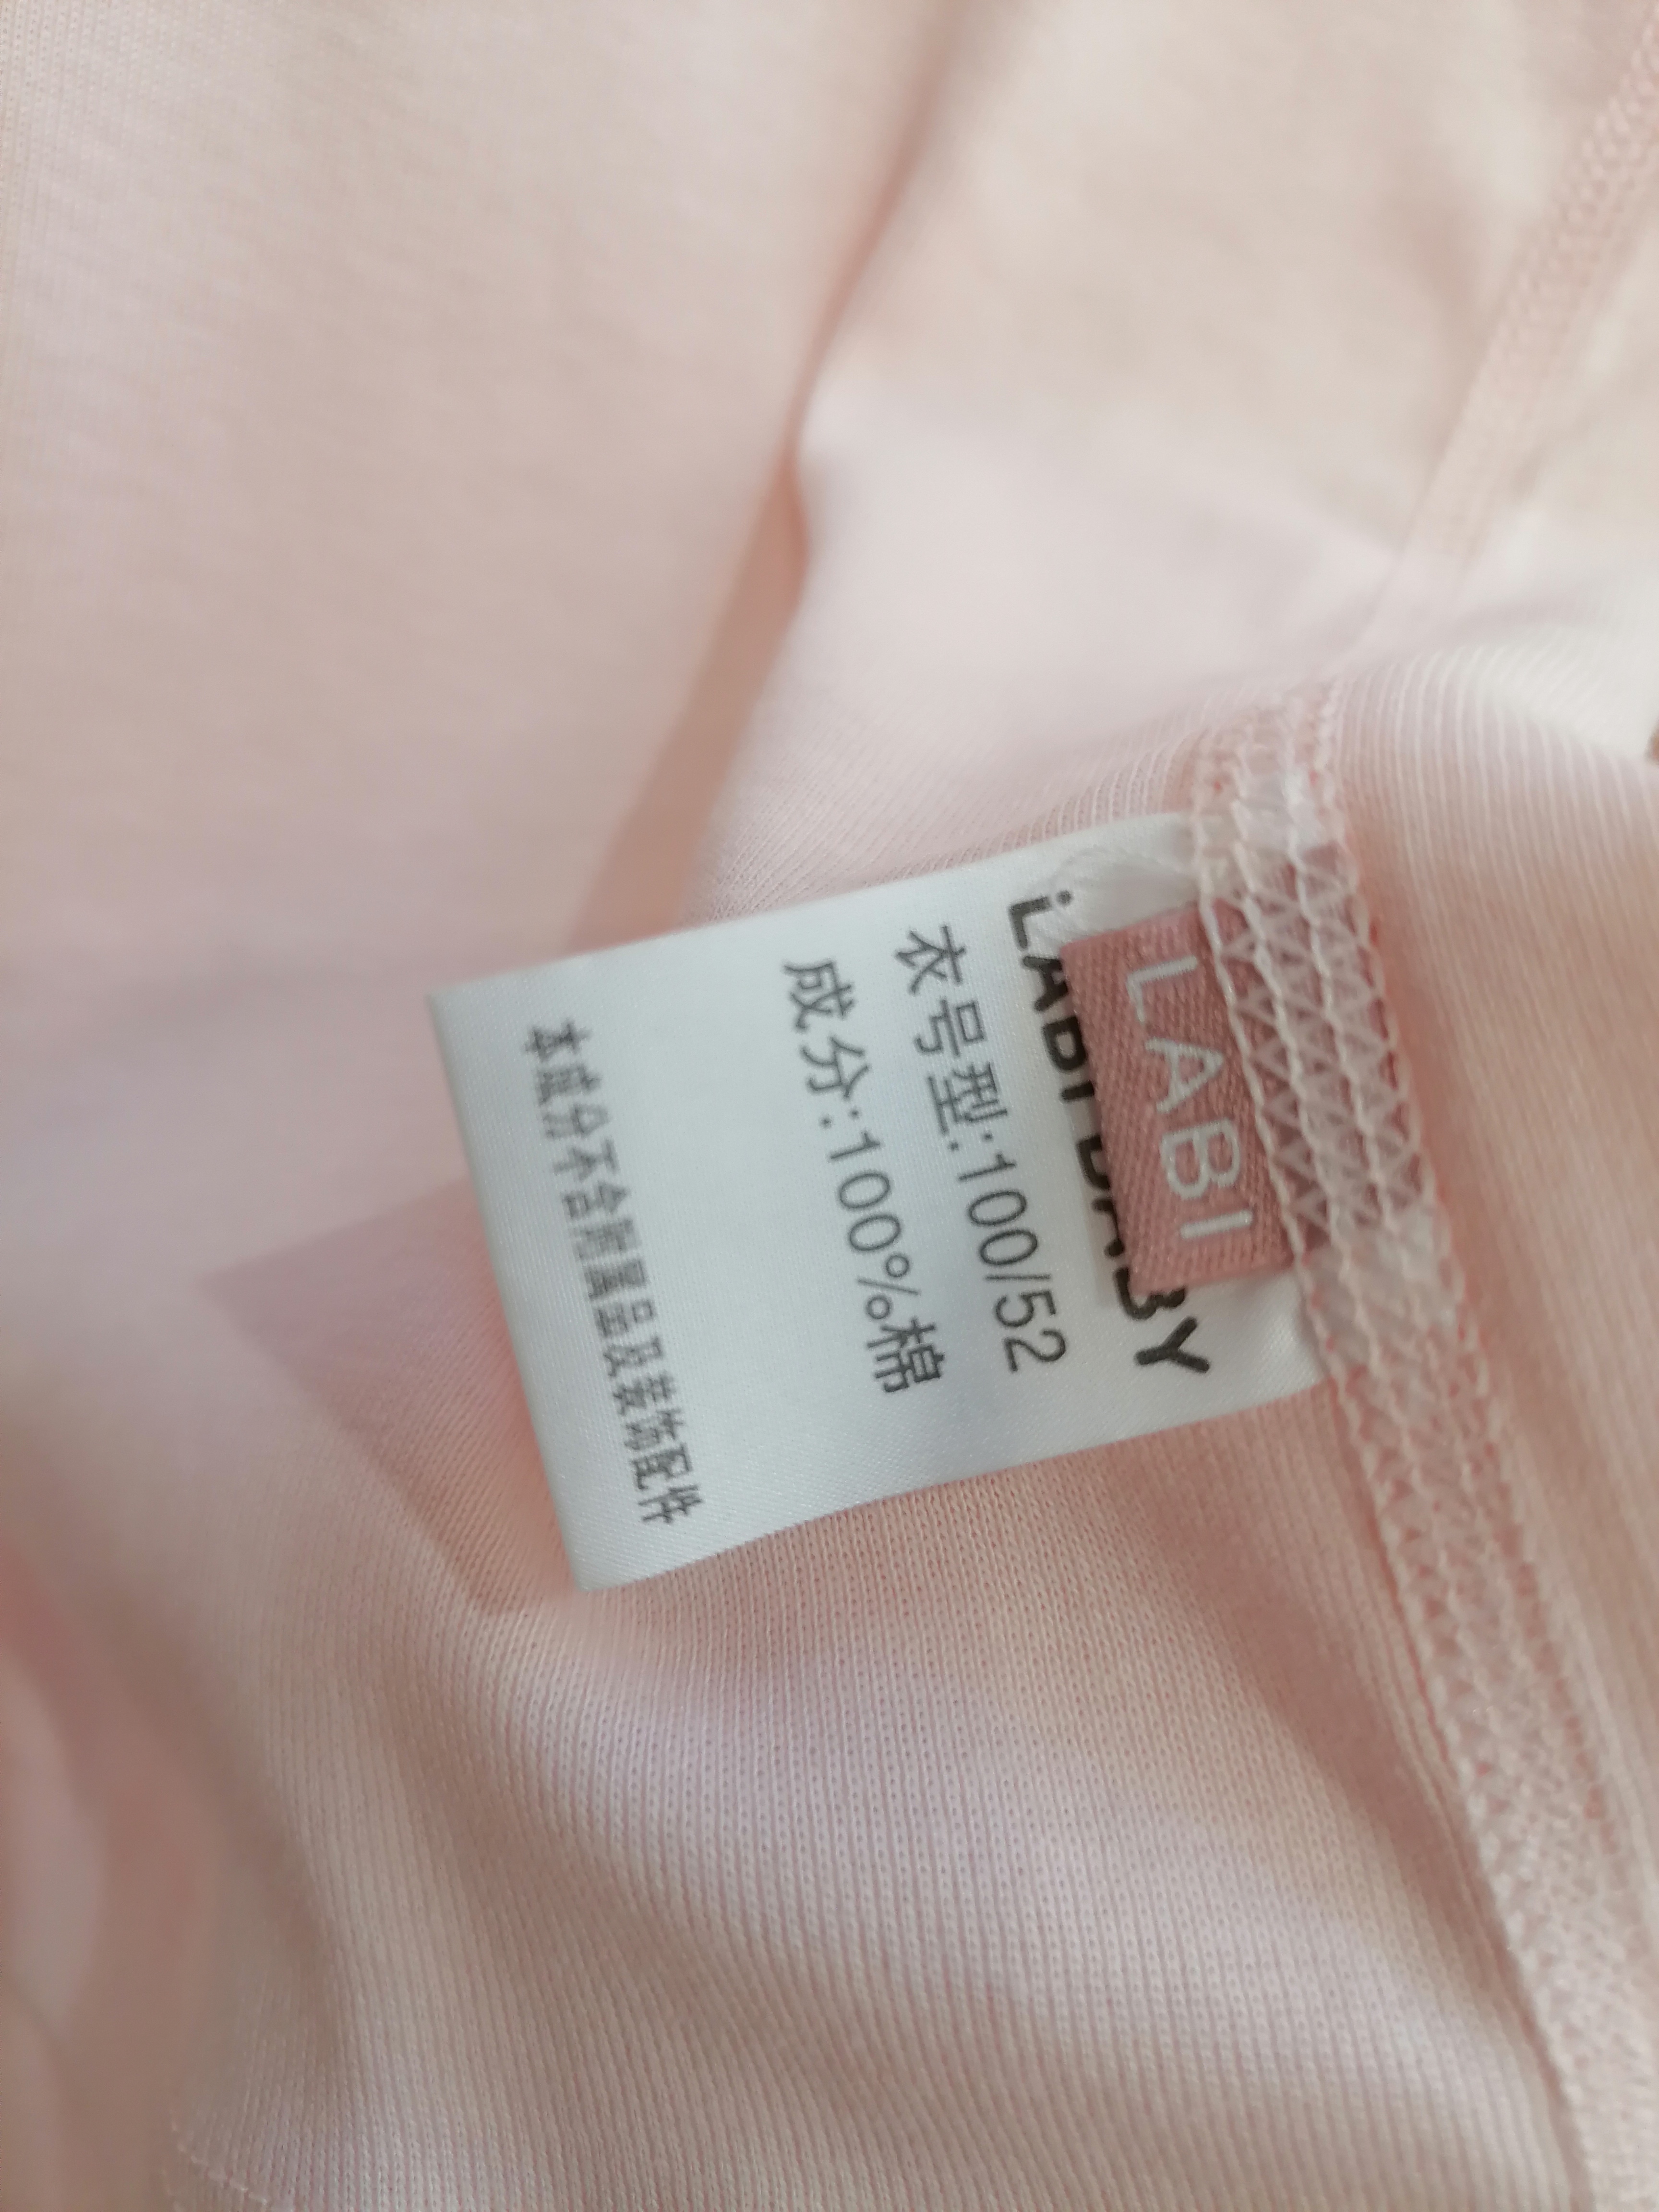 LABI
LABI BABY
衣号型:100/52
成分:100%棉
本成分不含附属品及装饰配件